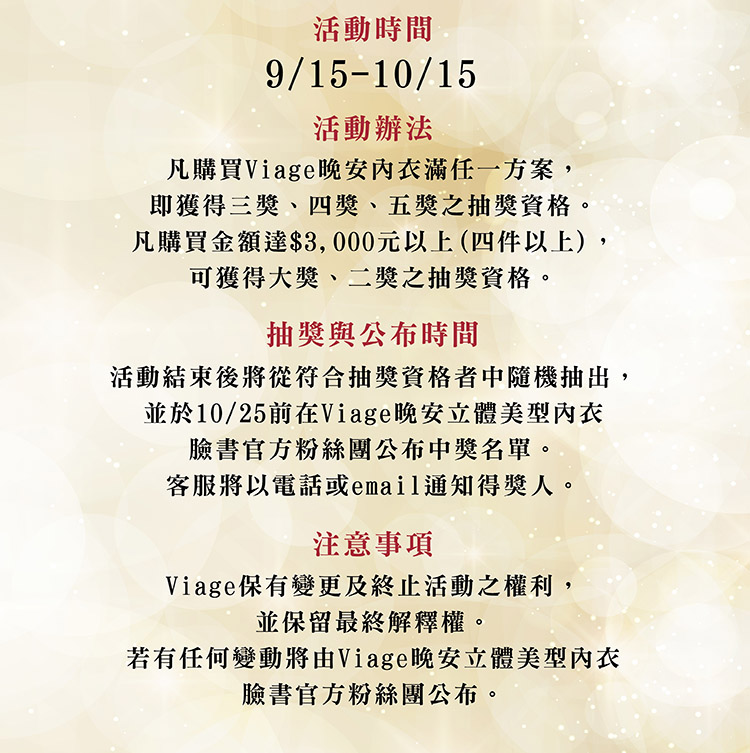 活動時間
9/15-10/15
活動辦法
凡購買Viage晚安內衣滿任一方案，
即獲得三獎、四獎、五獎之抽獎資格。
凡購買金額達$3,000元以上(四件以上)，
可獲得大獎、二獎之抽獎資格。
抽獎與公布時間
活動結束後將從符合抽獎資格者中隨機抽出，
並於10/25前在Viage晚安立體美型內衣
臉書官方粉絲團公布中獎名單。
客服將以電話或email通知得獎人。
注意事項
Viage保有變更及終止活動之權利，
並保留最終解釋權。
若有任何變動將由Viage晚安立體美型內衣
臉書官方粉絲團公布。